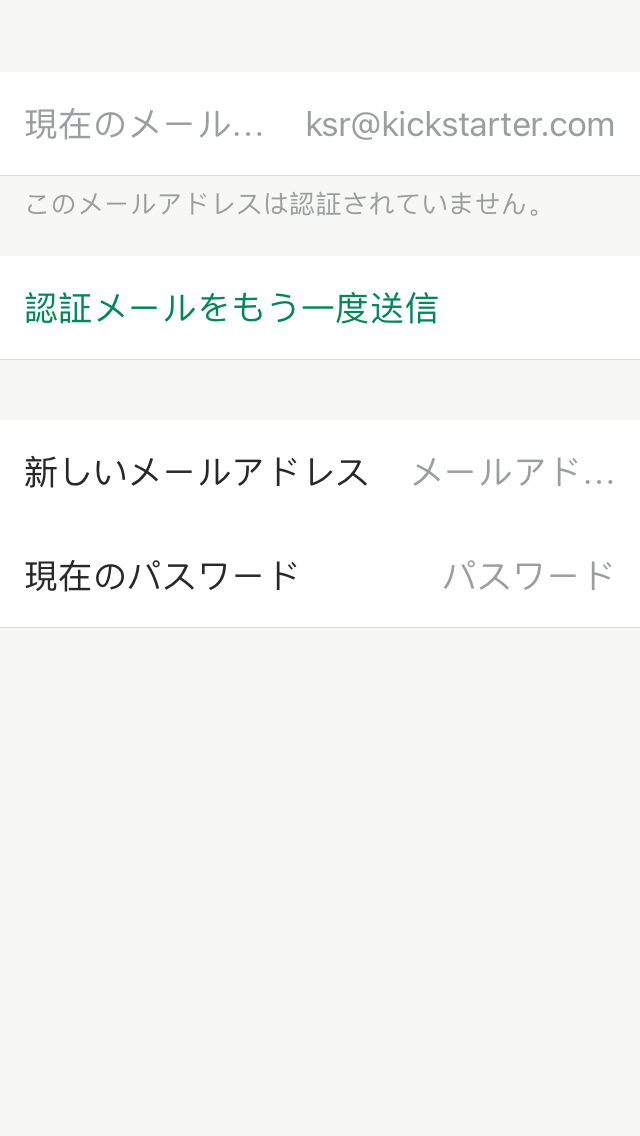 現在のメール… ksr@kickstarter.com
このメールアドレスは認証されていません。
認証メールをもう一度送信
新しいメールアドレス メールアド…
現在のパスワード パスワード